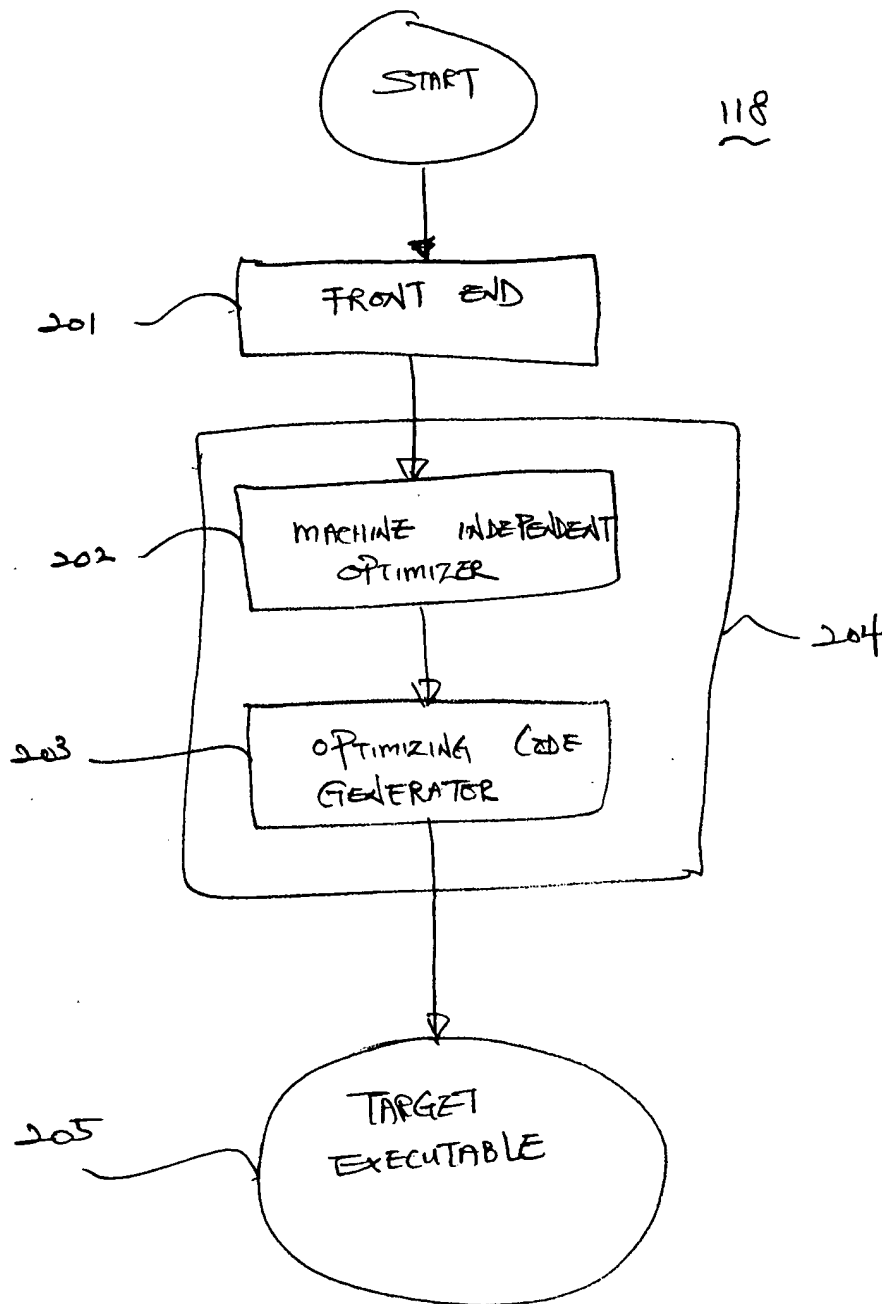 START
118
FRONT END
201
MACHINE INDEPENDENT
OPTIMIZER
202
204
OPTIMIZING CODE
GENERATOR
203
TARGET
EXECUTABLE
205